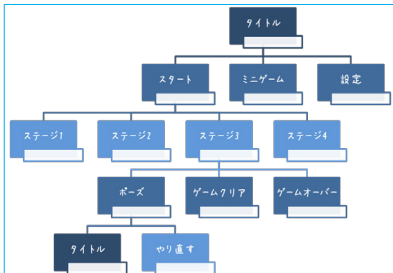 タイトル
スタート
ミニゲーム
設定
ステージ1
ステージ2
ステージ3
ステージ4
ポーズ
ゲームクリア
ゲームオーバー
タイトル
やり直す